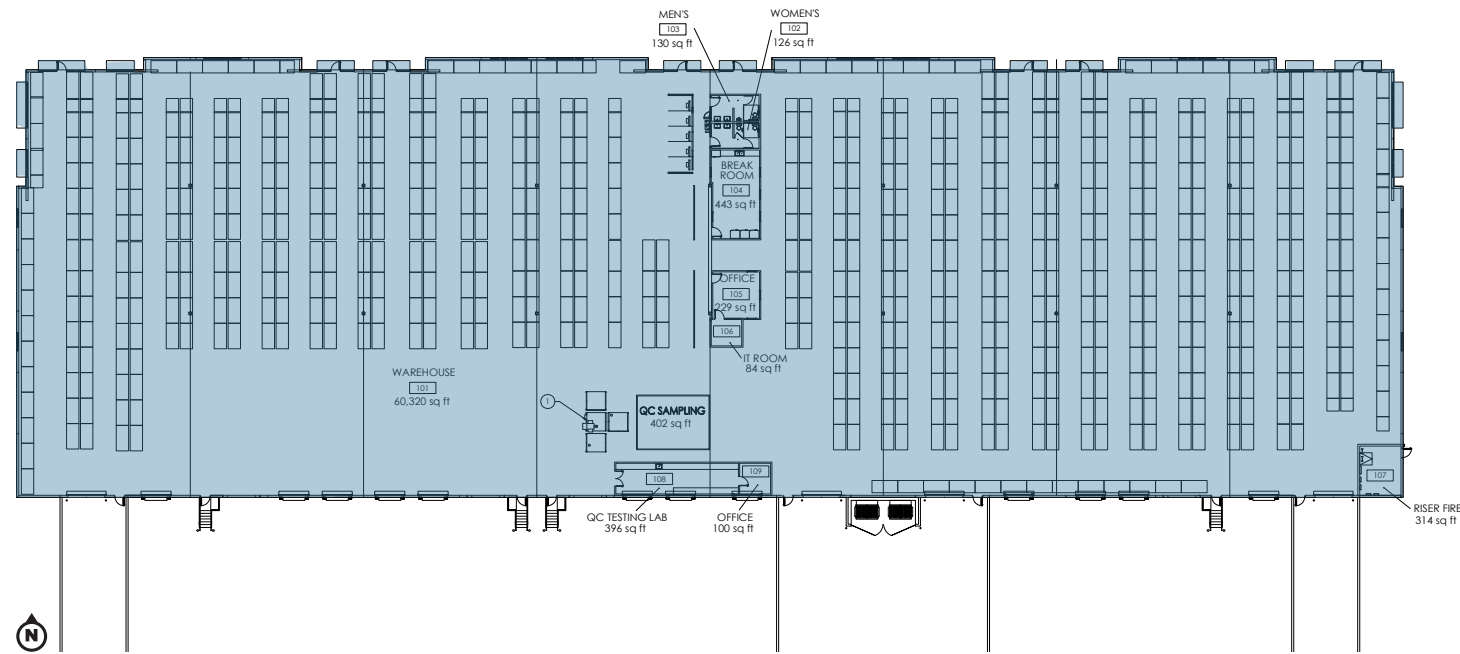 MEN'S
103
130 sq ft
WOMEN'S
102
126 sq ft
BREAK
ROOM
104
443 sq ft
OFFICE
105
229 sq ft
106
IT ROOM
84 sq ft
WAREHOUSE
101
60,320 sq ft
1
QC SAMPLING
402 sq ft
108
109
107
QC TESTING LAB
396 sq ft
OFFICE
100 sq ft
RISER FIRE
314 sq ft
N